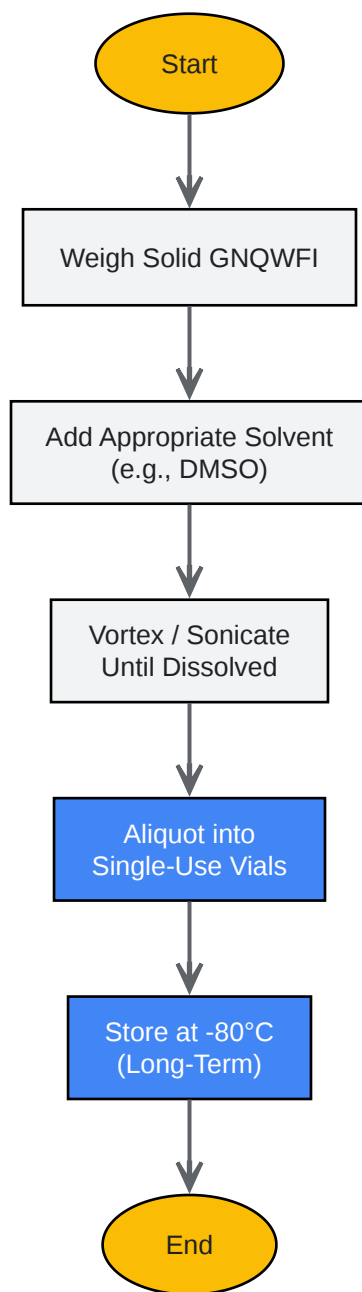 Start
Weigh Solid GNQWFI
Add Appropriate Solvent
(e.g., DMSO)
Vortex / Sonicate
Until Dissolved
Aliquot into
Single-Use Vials
Store at -80°C
(Long-Term)
End